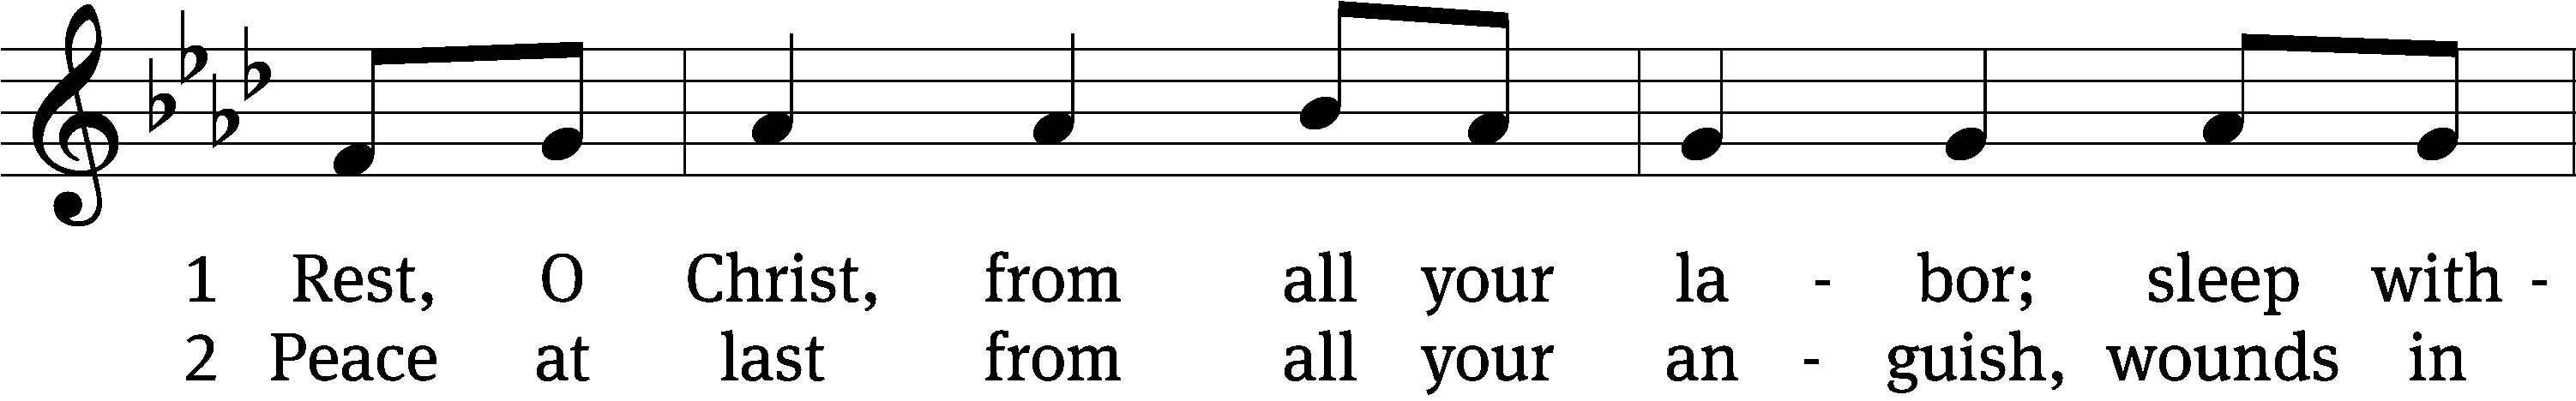 1 Rest, O Christ, from all your la - bor; sleep with -
2 Peace at last from all your an - guish, wounds in